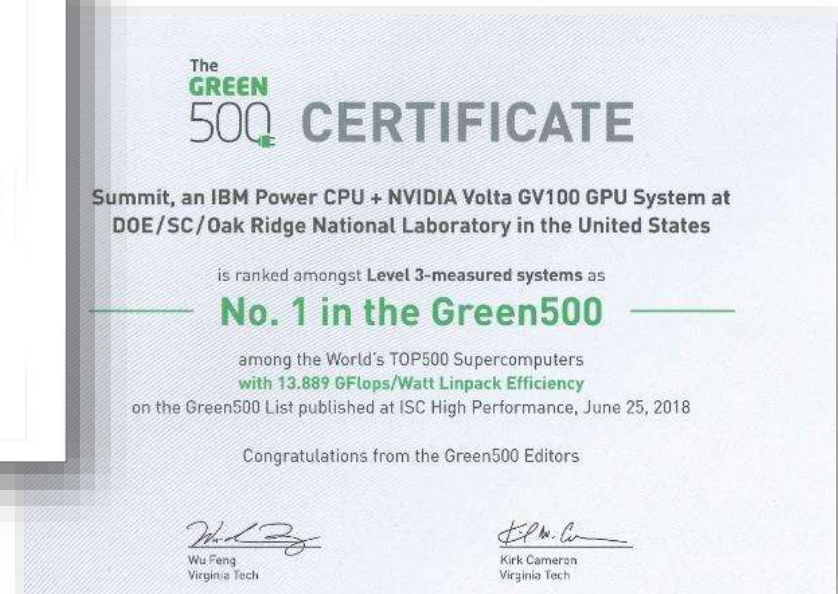 The
GREEN
500 CERTIFICATE
Summit, an IBM Power CPU + NVIDIA Volta GV100 GPU System at
DOE/SC/Oak Ridge National Laboratory in the United States
is ranked amongst Level 3-measured systems as
No. 1 in the Green500
among the World's TOP500 Supercomputers
with 13.889 GFlops/Watt Linpack Efficiency
on the Green500 List published at ISC High Performance, June 25, 2018
Congratulations from the Green500 Editors
Wu Feng Kirk Cameron
Virginia Tech Virginia Tech